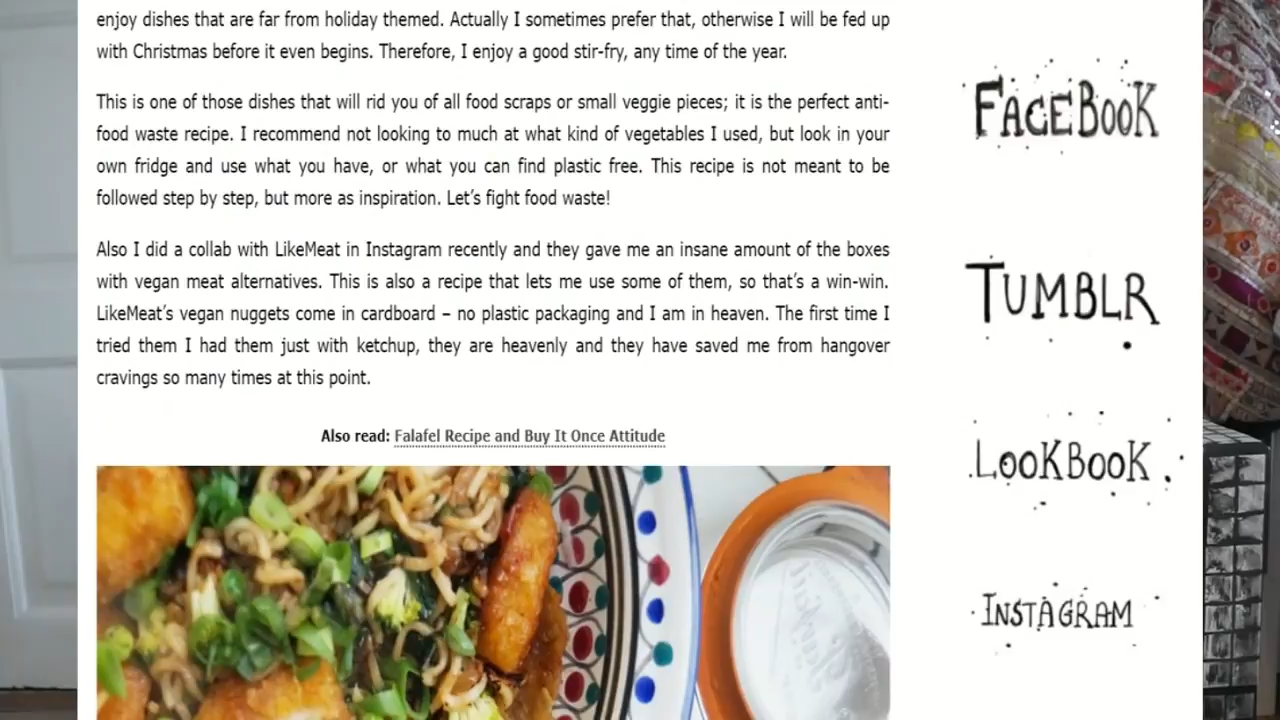 enjoy dishes that are far from holiday themed. Actually I sometimes prefer that, otherwise I will be fed up
with Christmas before it even begins. Therefore, I enjoy a good stir-fry, any time of the year.
This is one of those dishes that will rid you of all food scraps or small veggie pieces; it is the perfect anti-
food waste recipe. I recommend not looking to much at what kind of vegetables I used, but look in your
own fridge and use what you have, or what you can find plastic free. This recipe is not meant to be
followed step by step, but more as inspiration. Let's fight food waste!
Also I did a collab with LikeMeat in Instagram recently and they gave me an insane amount of the boxes
with vegan meat alternatives. This is also a recipe that lets me use some of them, so that's a win-win.
LikeMeat's vegan nuggets come in cardboard – no plastic packaging and I am in heaven. The first time I
tried them I had them just with ketchup, they are heavenly and they have saved me from hangover
cravings so many times at this point.
Also read: Falafel Recipe and Buy It Once Attitude
FACEBOOK
TUMBLR
LOOKBOOK
INSTAGRAM